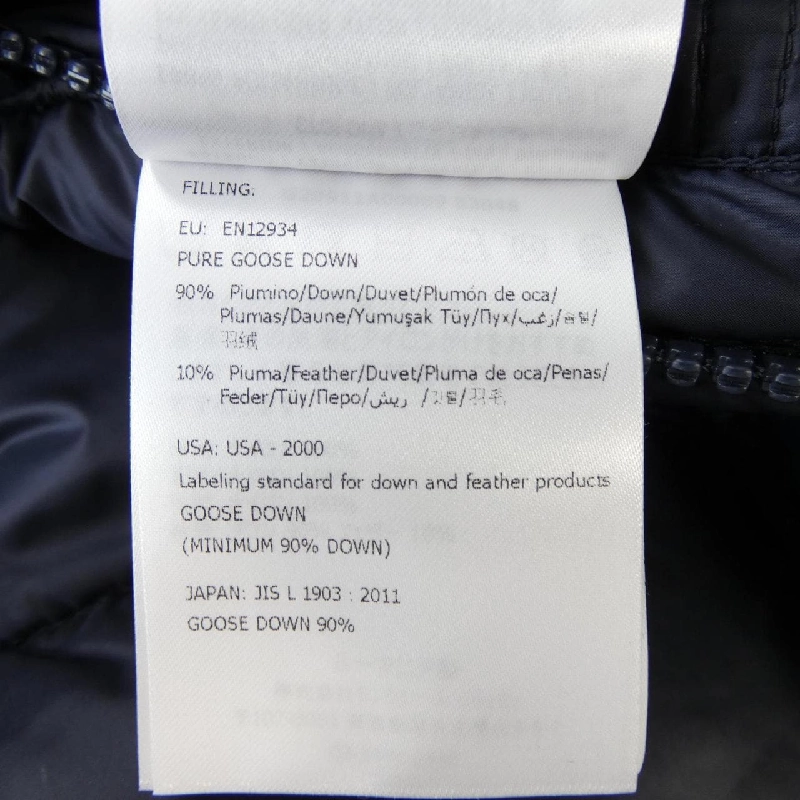 FILLING:
EU: EN12934
PURE GOOSE DOWN
90% Piumino/Down/Duvet/Plumón de oca/
Plumas/Daune/Yumuşak Tüy/Пух/زغب/솜털/
羽绒
10% Piuma/Feather/Duvet/Pluma de oca/Penas/
Feder/Tüy/Перо/ريش /깃털/羽毛
USA: USA - 2000
Labeling standard for down and feather products
GOOSE DOWN
(MINIMUM 90% DOWN)
JAPAN: JIS L 1903 : 2011
GOOSE DOWN 90%